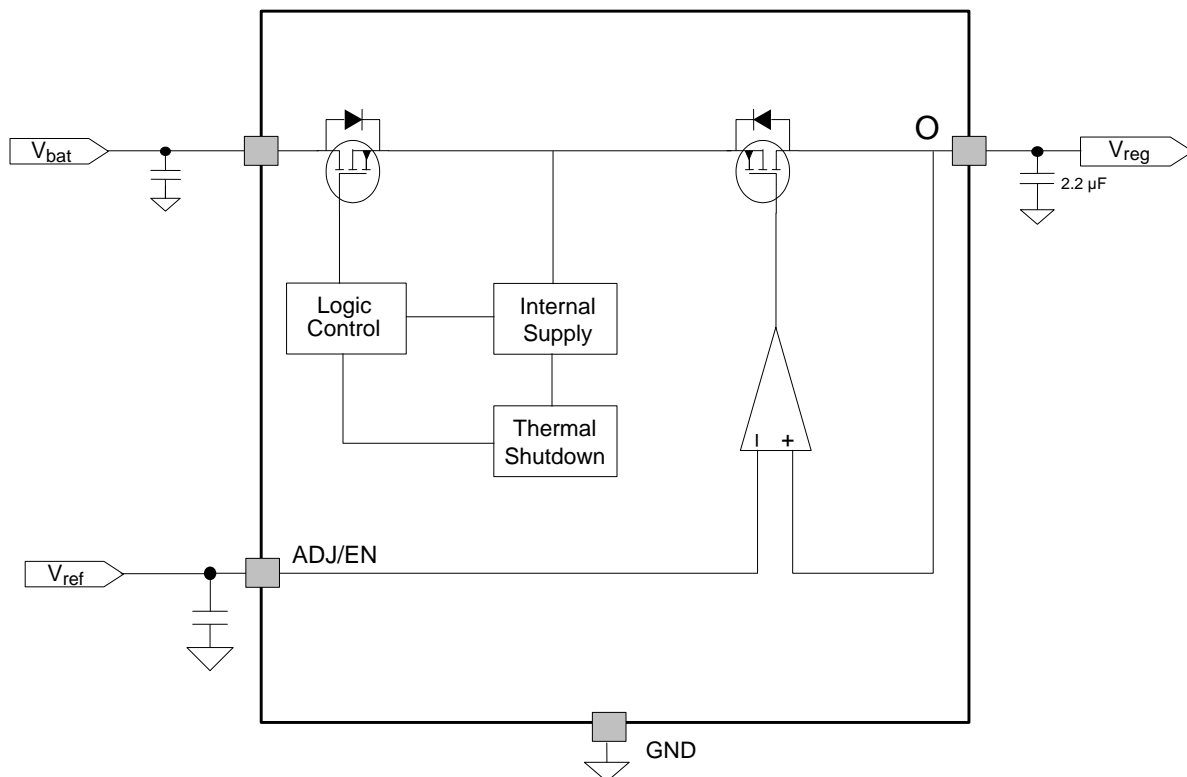 O
V_bat
V_reg
2.2 µF
Logic
Control
Internal
Supply
Thermal
Shutdown
– +
ADJ/EN
V_ref
GND